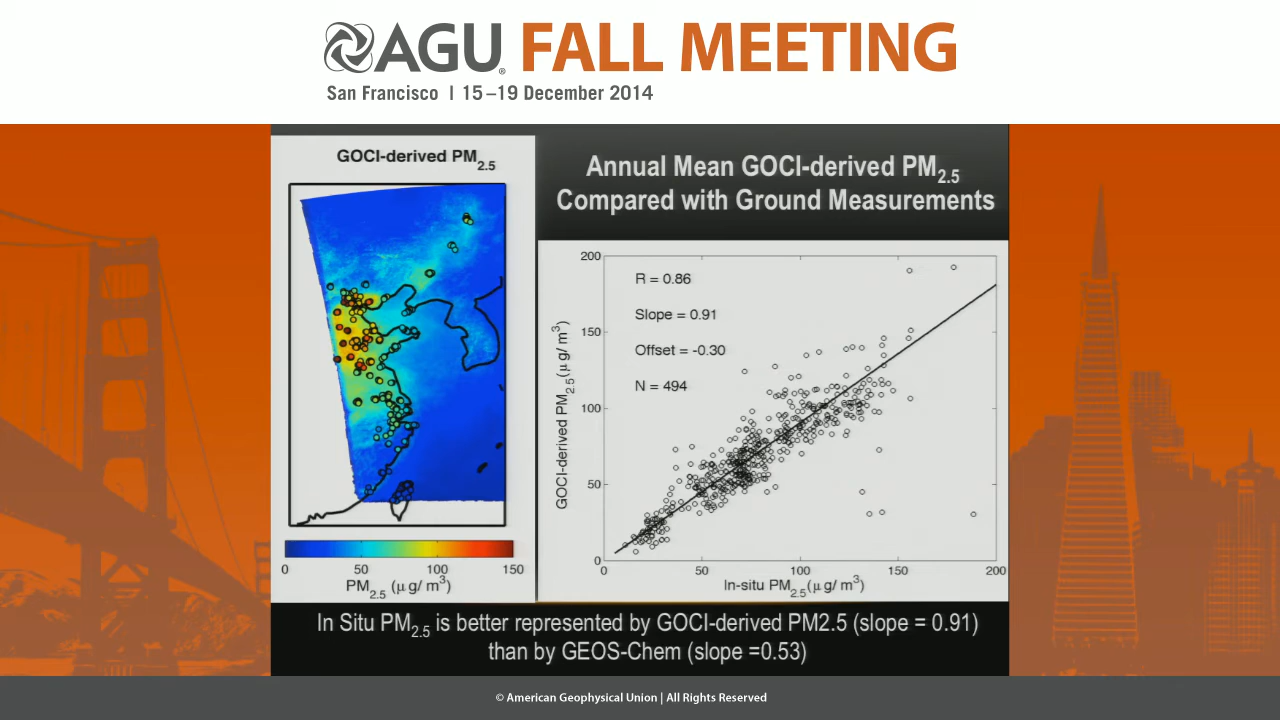 AGU® FALL MEETING
San Francisco | 15–19 December 2014
GOCI-derived PM2.5
Annual Mean GOCI-derived PM2.5
Compared with Ground Measurements
0 50 100 150
PM2.5 (μg/m³)
200
150
100
50
0
GOCI-derived PM2.5(μg/m³)
R = 0.86
Slope = 0.91
Offset = -0.30
N = 494
0 50 100 150 200
In-situ PM2.5(μg/m³)
In Situ PM2.5 is better represented by GOCI-derived PM2.5 (slope = 0.91)
than by GEOS-Chem (slope =0.53)
© American Geophysical Union | All Rights Reserved